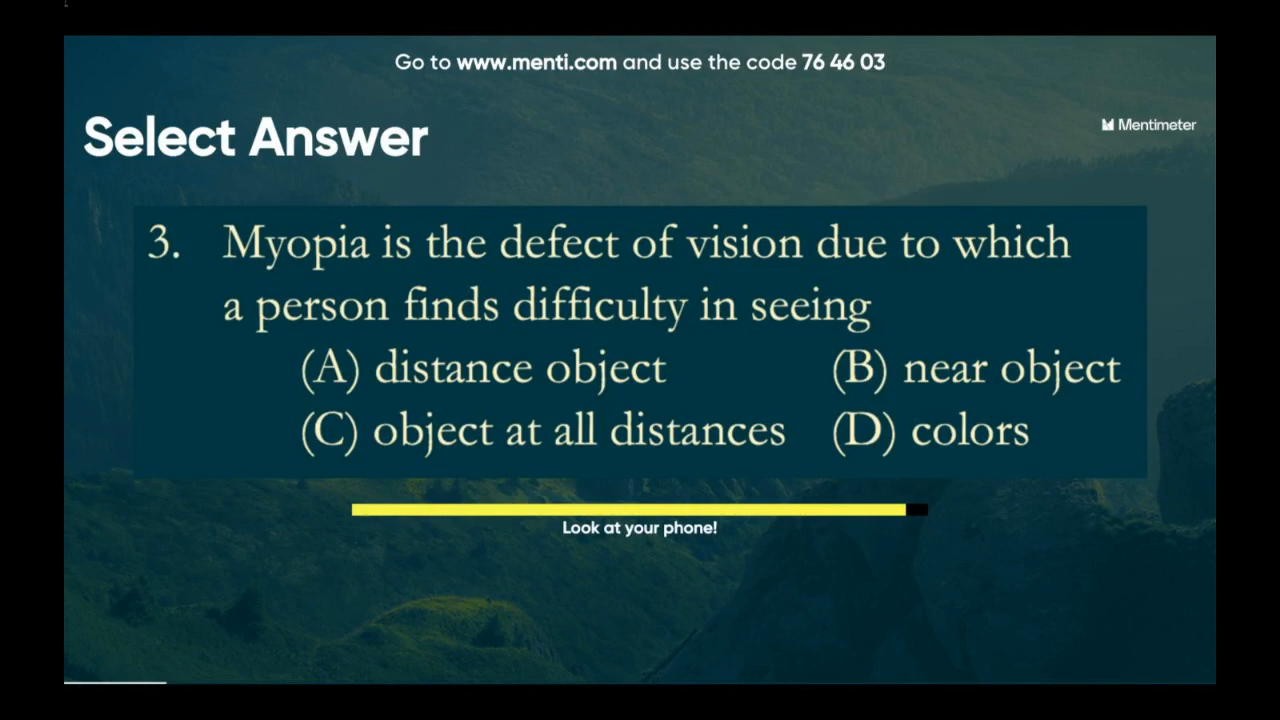 Go to www.menti.com and use the code 76 46 03
Select Answer
Mentimeter
3. Myopia is the defect of vision due to which
a person finds difficulty in seeing
(A) distance object (B) near object
(C) object at all distances (D) colors
Look at your phone!